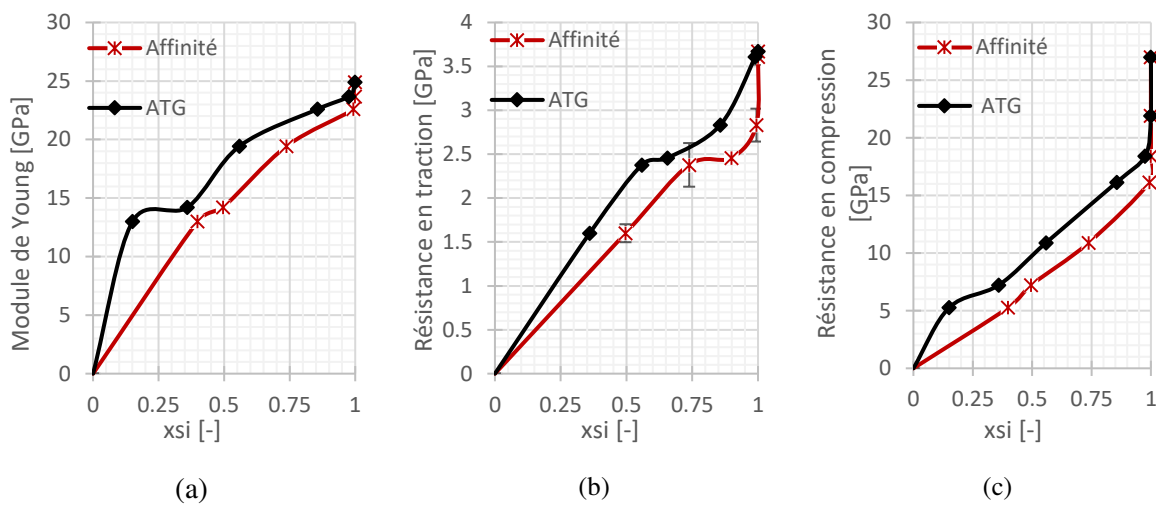 Module de Young [GPa]
30
25
20
15
10
5
0
Affinité
ATG
0 0.25 0.5 0.75 1
xsi [-]
(a)
Résistance en traction [GPa]
4
3.5
3
2.5
2
1.5
1
0.5
0
Affinité
ATG
0 0.25 0.5 0.75 1
xsi [-]
(b)
Résistance en compression
[GPa]
30
25
20
15
10
5
0
Affinité
ATG
0 0.25 0.5 0.75 1
xsi [-]
(c)